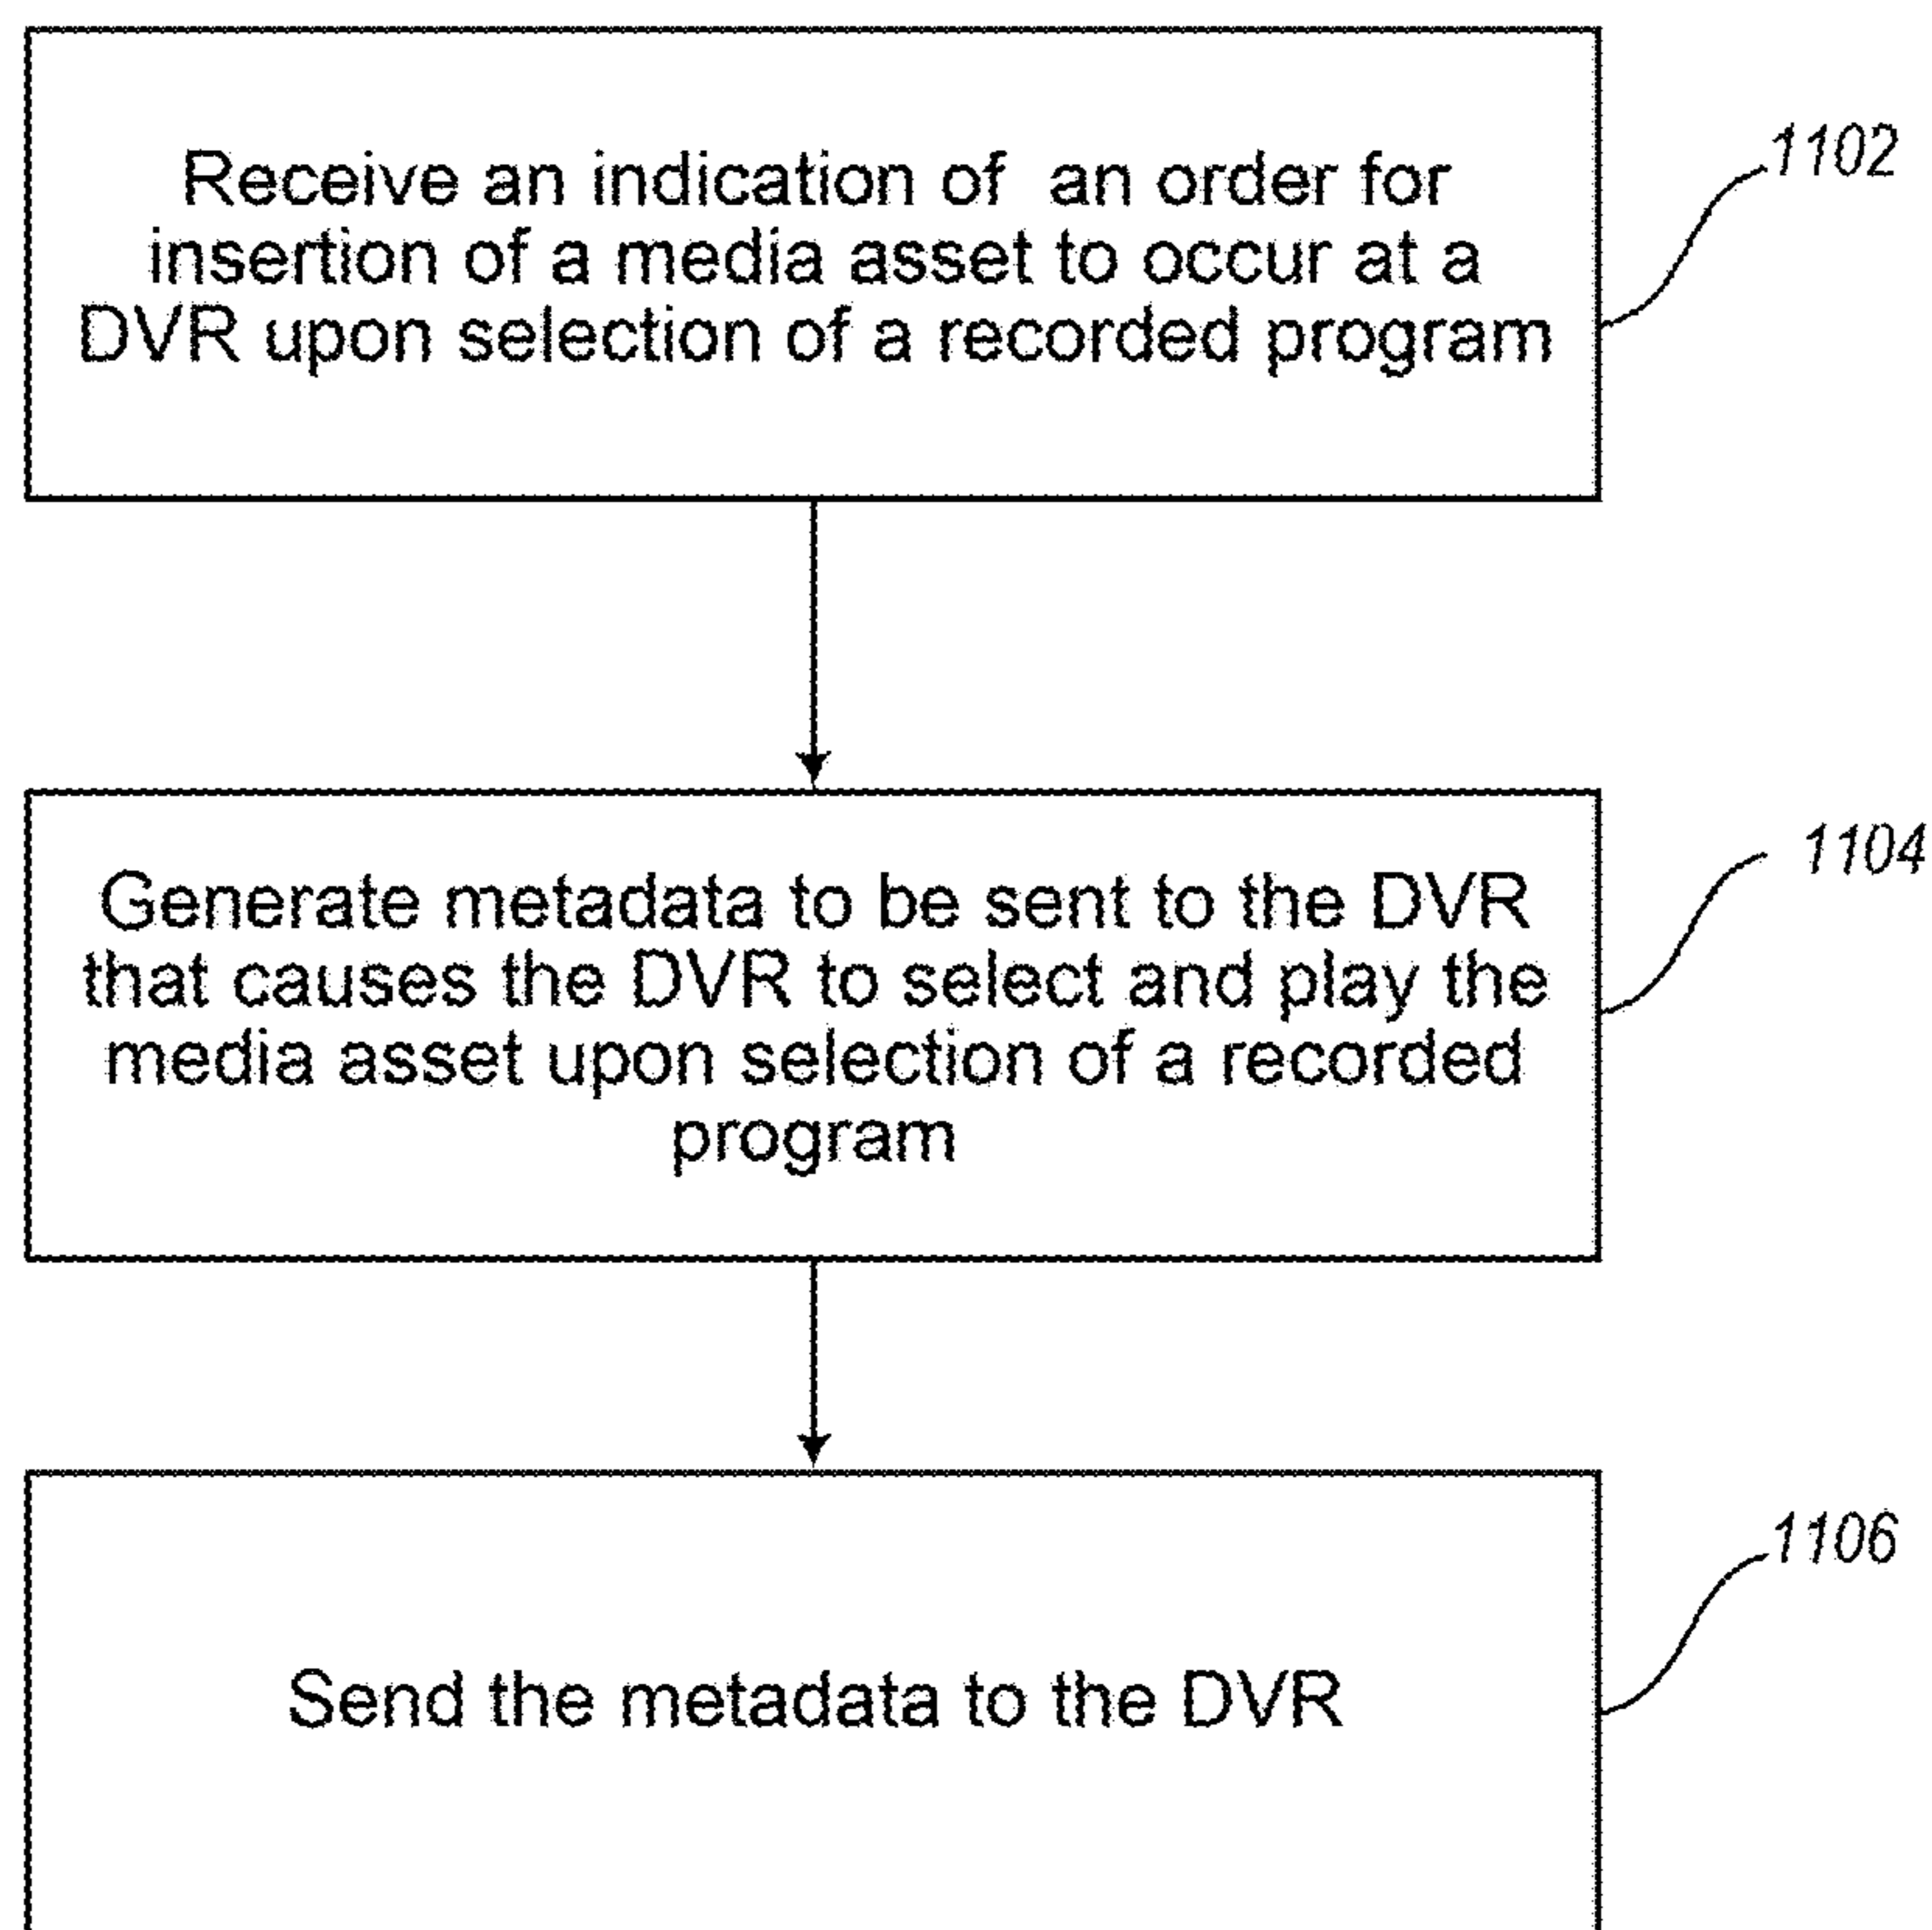 Receive an indication of an order for
insertion of a media asset to occur at a
DVR upon selection of a recorded program
1102
Generate metadata to be sent to the DVR
that causes the DVR to select and play the
media asset upon selection of a recorded
program
1104
Send the metadata to the DVR
1106